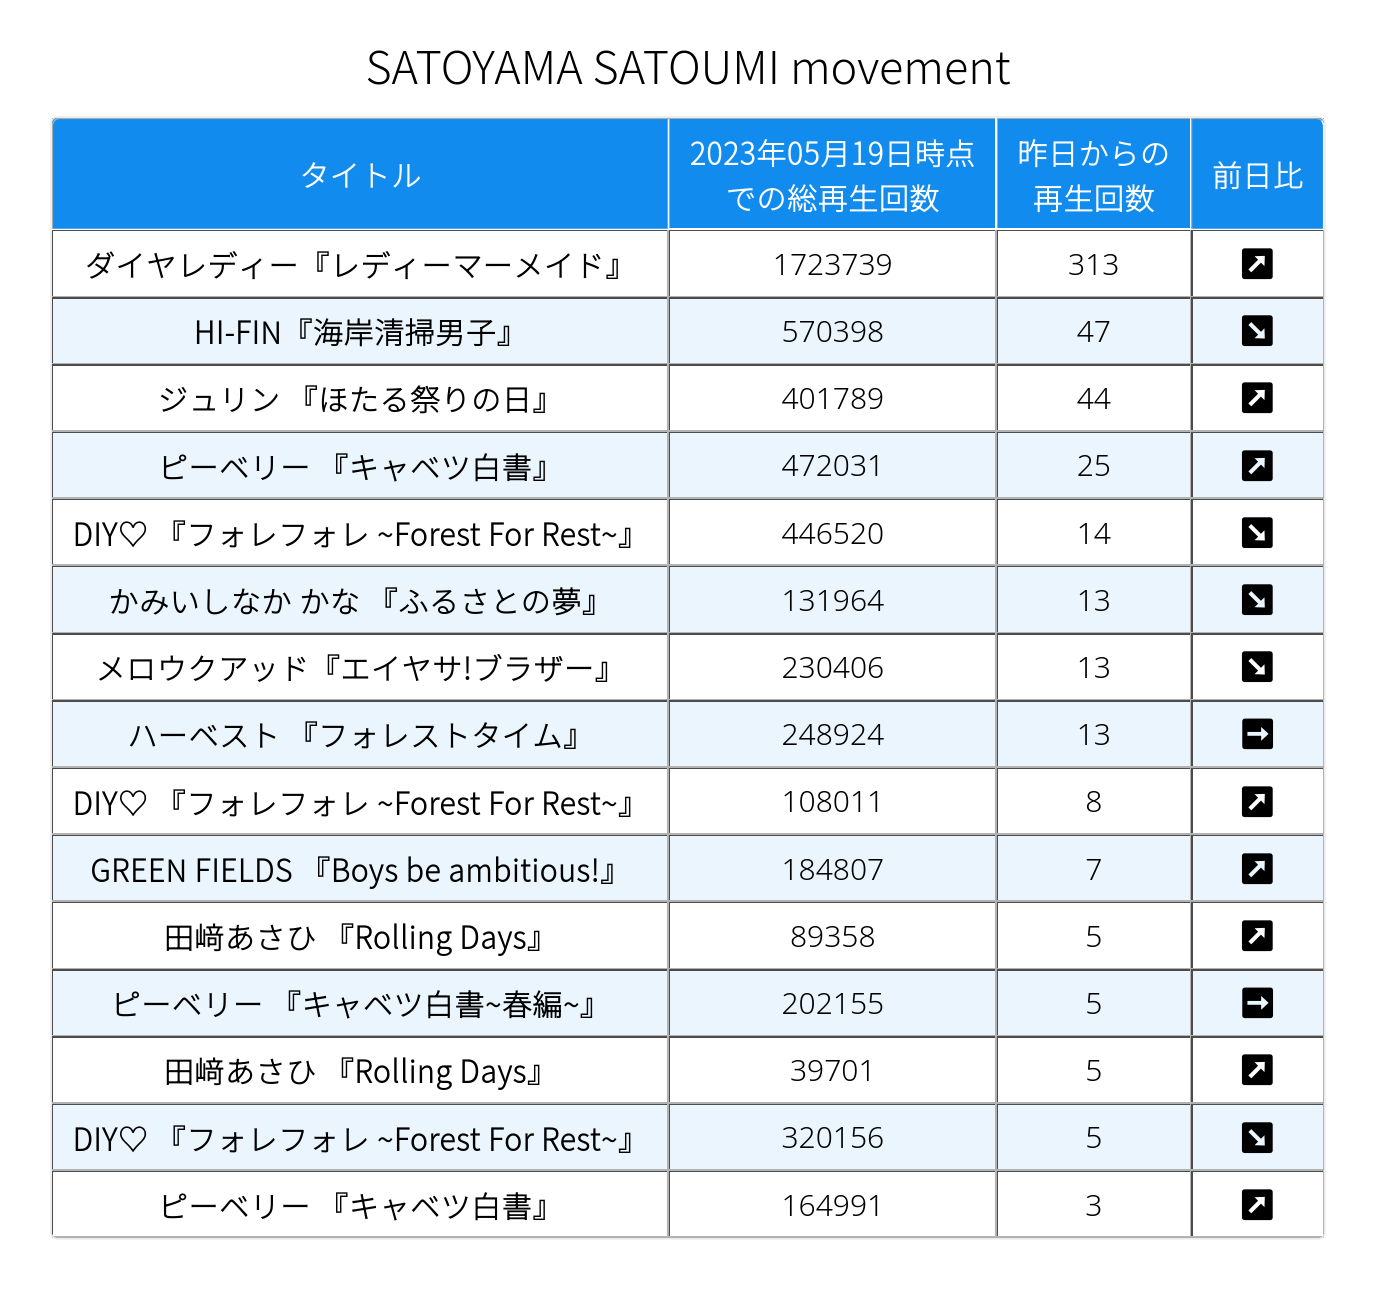 SATOYAMA SATOUMI movement
タイトル
2023年05月19日時点
での総再生回数
昨日からの
再生回数
前日比
ダイヤレディー『レディーマーメイド』 1723739 313 ↗
HI-FIN『海岸清掃男子』 570398 47 ↘
ジュリン 『ほたる祭りの日』 401789 44 ↗
ピーベリー 『キャベツ白書』 472031 25 ↗
DIY♡ 『フォレフォレ ~Forest For Rest~』 446520 14 ↘
かみいしなか かな 『ふるさとの夢』 131964 13 ↘
メロウクアッド『エイヤサ!ブラザー』 230406 13 ↘
ハーベスト 『フォレストタイム』 248924 13 →
DIY♡ 『フォレフォレ ~Forest For Rest~』 108011 8 ↗
GREEN FIELDS 『Boys be ambitious!』 184807 7 ↗
田﨑あさひ 『Rolling Days』 89358 5 ↗
ピーベリー 『キャベツ白書~春編~』 202155 5 →
田﨑あさひ 『Rolling Days』 39701 5 ↗
DIY♡ 『フォレフォレ ~Forest For Rest~』 320156 5 ↘
ピーベリー 『キャベツ白書』 164991 3 ↗